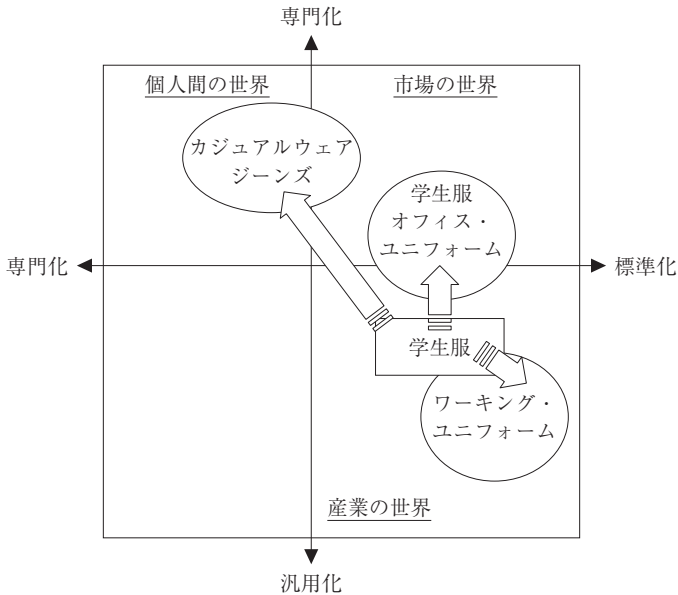 専門化
個人間の世界
市場の世界
カジュアルウェア
ジーンズ
学生服
オフィス・
ユニフォーム
専門化
標準化
学生服
ワーキング・
ユニフォーム
産業の世界
汎用化